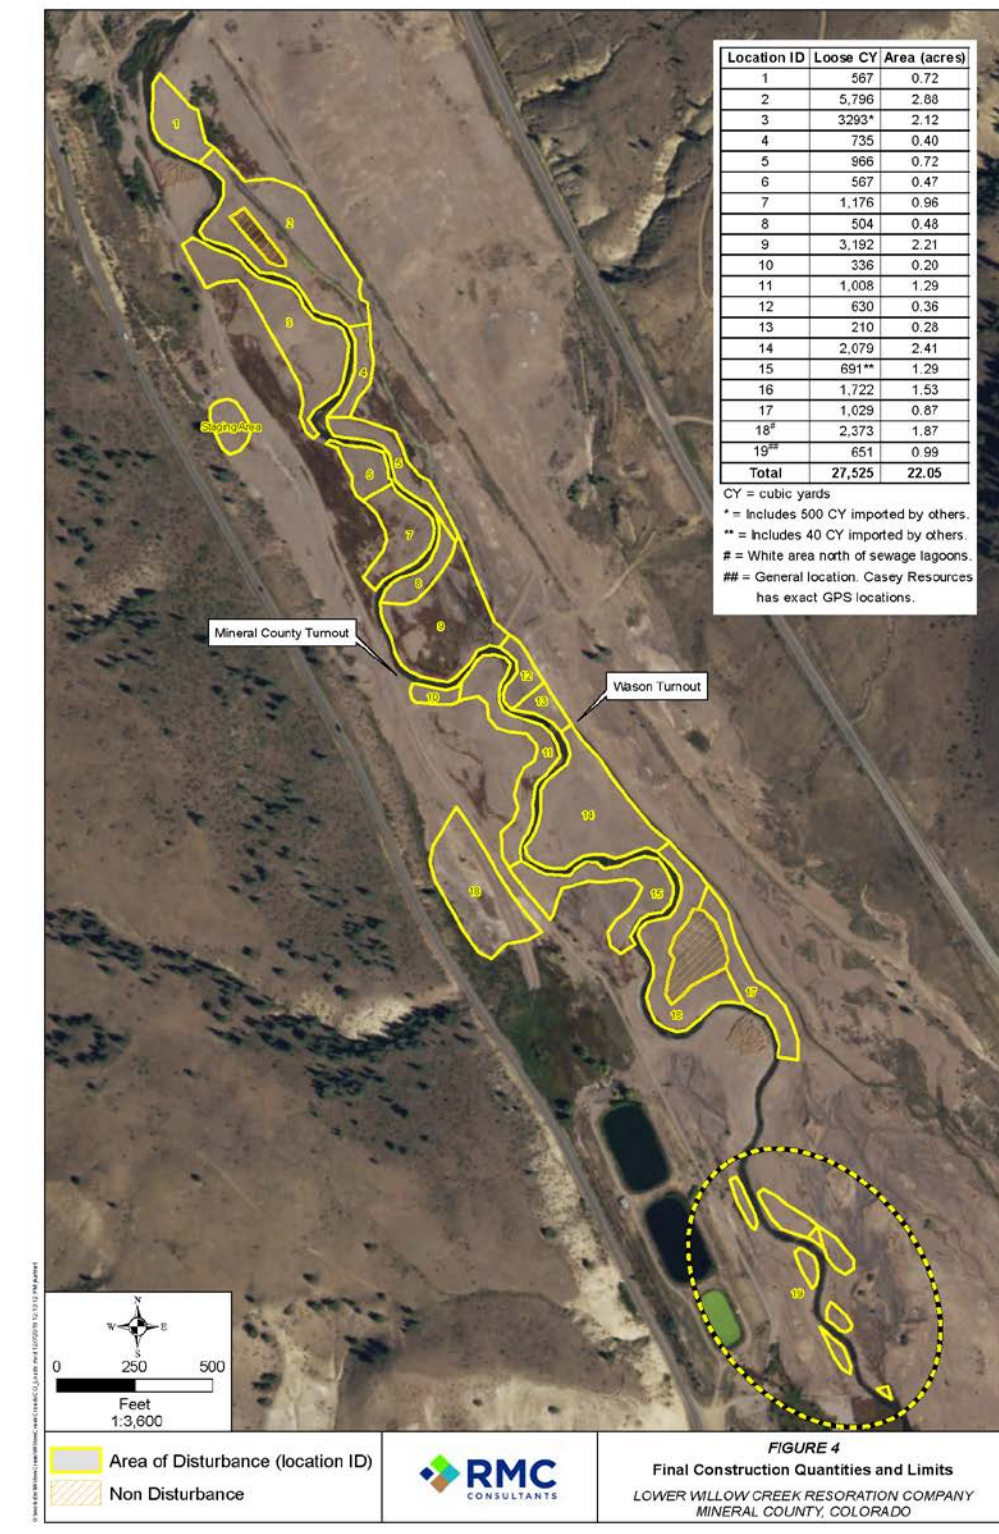 Location ID Loose CY Area (acres)
1 567 0.72
2 5,796 2.88
3 3293* 2.12
4 735 0.40
5 966 0.72
6 567 0.47
7 1,176 0.96
8 504 0.48
9 3,192 2.21
10 336 0.20
11 1,008 1.29
12 630 0.36
13 210 0.28
14 2,079 2.41
15 691** 1.29
16 1,722 1.53
17 1,029 0.87
18# 2,373 1.87
19## 651 0.99
Total 27,525 22.05
CY = cubic yards
* = Includes 500 CY imported by others.
** = Includes 40 CY imported by others.
# = White area north of sewage lagoons.
## = General location. Casey Resources
has exact GPS locations.
1
2
3
4
Staging Area
5
6
7
8
9
Mineral County Turnout
10
12
13
Wason Turnout
11
14
18
15
17
19
N
W E
S
0 250 500
Feet
1:3,600
Area of Disturbance (location ID)
Non Disturbance
RMC
CONSULTANTS
FIGURE 4
Final Construction Quantities and Limits
LOWER WILLOW CREEK RESORATION COMPANY
MINERAL COUNTY, COLORADO